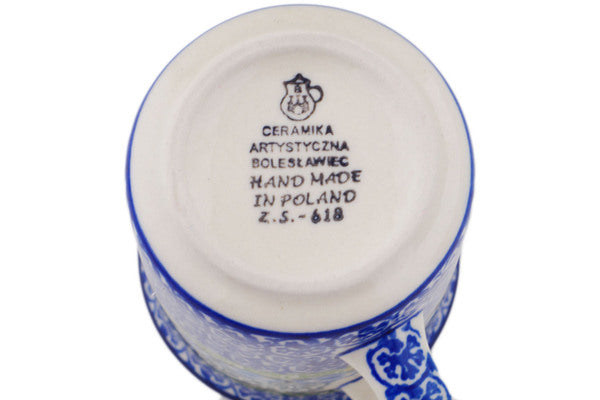 CERAMIKA
ARTYSTYCZNA
BOLESŁAWIEC
HAND MADE
IN POLAND
Z.S.-618